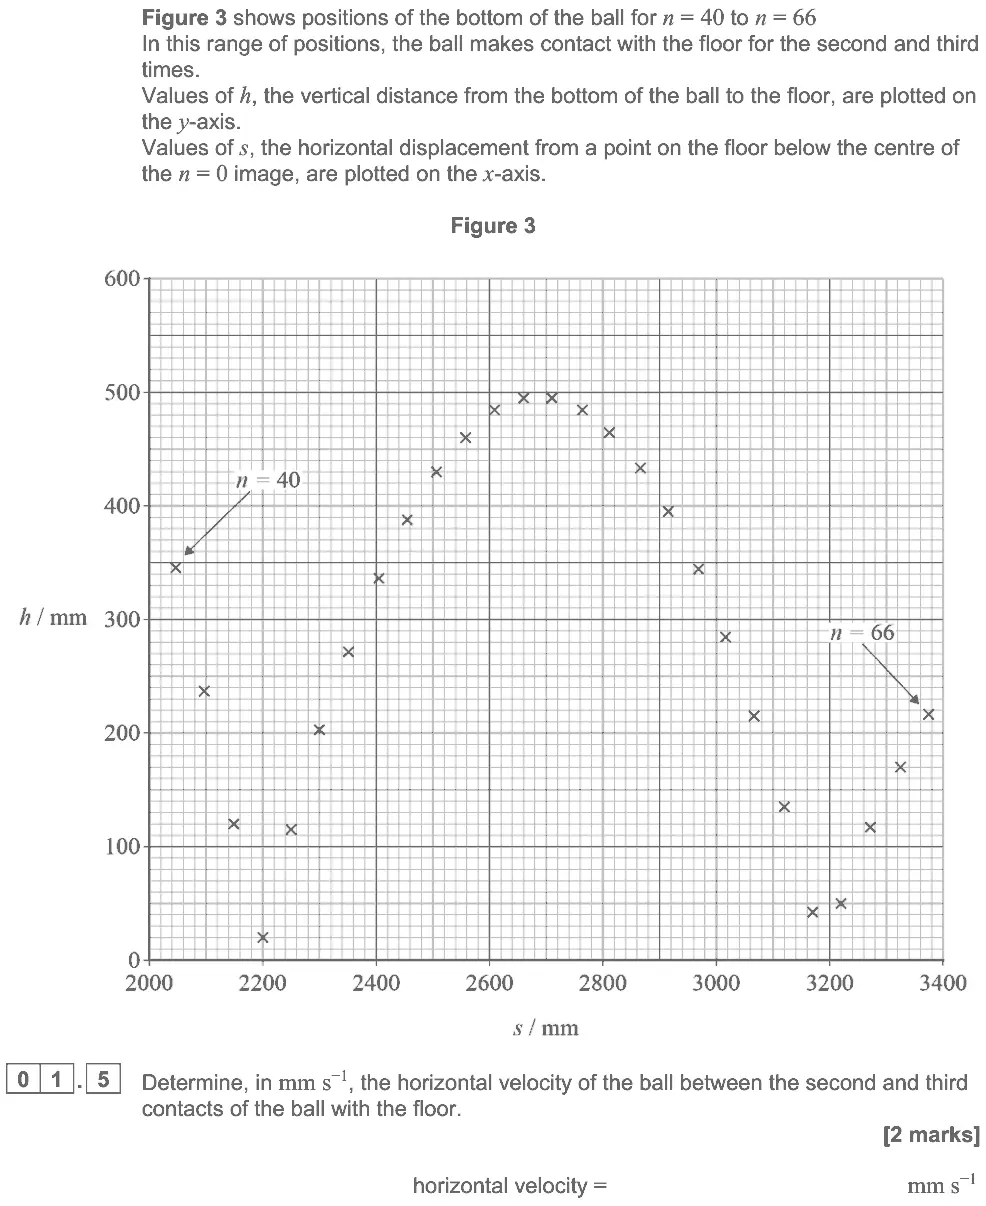 Figure 3 shows positions of the bottom of the ball for n = 40 to n = 66
In this range of positions, the ball makes contact with the floor for the second and third
times.
Values of h, the vertical distance from the bottom of the ball to the floor, are plotted on
the y-axis.
Values of s, the horizontal displacement from a point on the floor below the centre of
the n = 0 image, are plotted on the x-axis.
Figure 3
600
500
n = 40
400
h / mm 300
n = 66
200
100
0
2000 2200 2400 2600 2800 3000 3200 3400
s / mm
0 1 . 5 Determine, in mm s⁻¹, the horizontal velocity of the ball between the second and third
contacts of the ball with the floor.
[2 marks]
horizontal velocity = mm s⁻¹